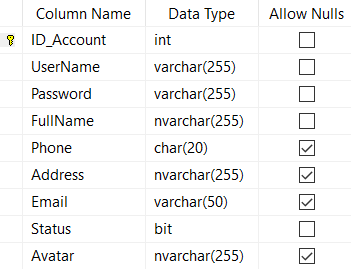 Column Name Data Type Allow Nulls
ID_Account int
UserName varchar(255)
Password varchar(255)
FullName nvarchar(255)
Phone char(20)
Address nvarchar(255)
Email varchar(50)
Status bit
Avatar nvarchar(255)